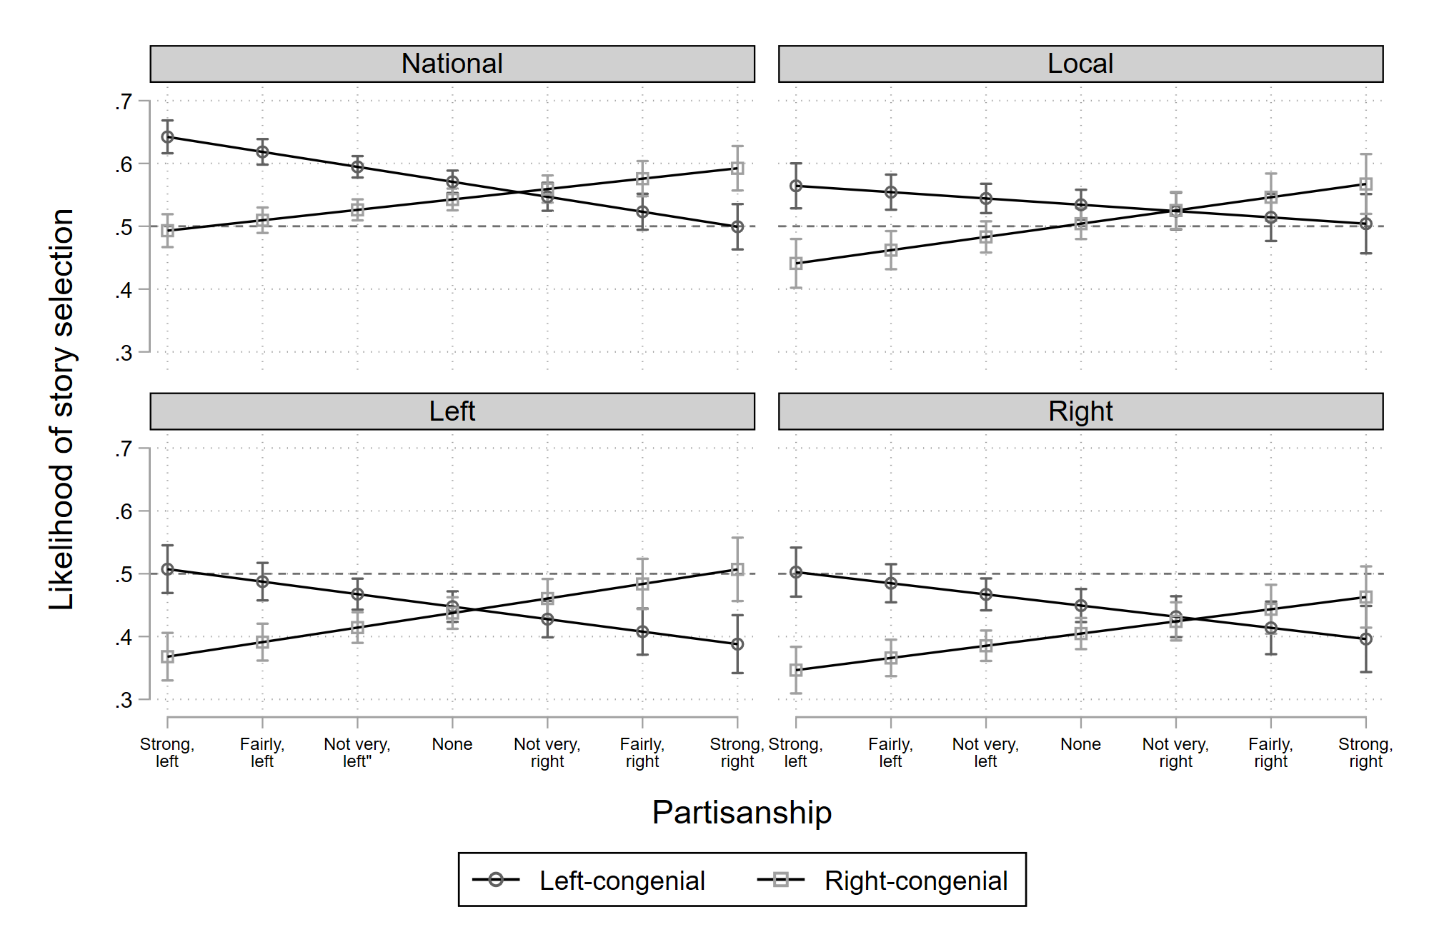 National
Local
.7
.6
.5
.4
.3
Left
Right
.7
.6
.5
.4
.3
Strong,
left
Fairly,
left
Not very,
left"
None
Not very,
right
Fairly,
right
Strong,
right
Strong,
left
Fairly,
left
Not very,
left
None
Not very,
right
Fairly,
right
Strong,
right
Likelihood of story selection
Partisanship
Left-congenial
Right-congenial